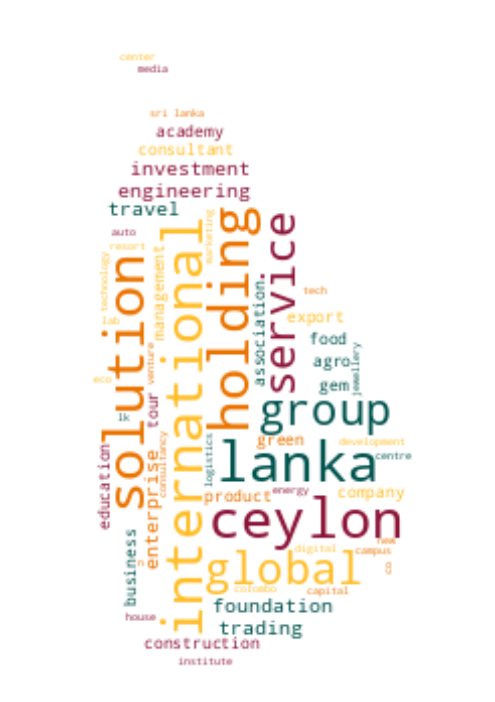 center
media
sri lanka
academy
consultant
investment
engineering
travel
marketing
holding
service
international
auto
resort
solution
technology
management
association
tech
lab
export
venture
food
agro
jewellery
gem
eco
tour
lk
group
logistics
green
development
lanka
centre
education
enterprise
consultancy
product
energy
company
ceylon
business
new
digital
campus
n
global
g
colombo
capital
foundation
house
trading
construction
institute